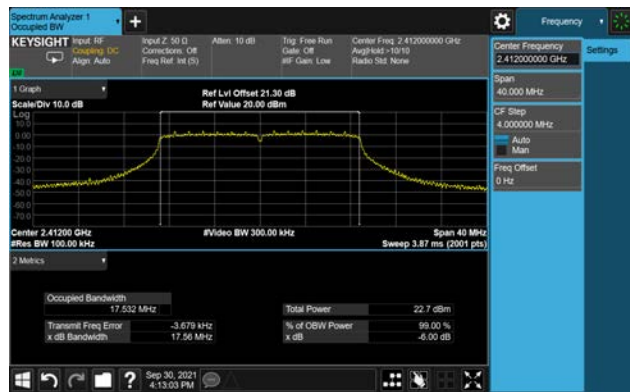 Spectrum Analyzer 1
Occupied BW
Frequency
KEYSIGHT
Input: RF
Coupling: DC
Align: Auto
Input Z: 50 Ω
Corrections: Off
Freq Ref: Int (S)
Atten: 10 dB
Trig: Free Run
Gate: Off
#IF Gain: Low
Center Freq: 2.412000000 GHz
Avg|Hold:>10/10
Radio Std: None
Center Frequency
2.412000000 GHz
Settings
Span
40.000 MHz
CF Step
4.000000 MHz
Auto
Man
Freq Offset
0 Hz
1 Graph
Scale/Div 10.0 dB
Ref Lvl Offset 21.30 dB
Ref Value 20.00 dBm
Log
10.0
0.00
-10.0
-20.0
-30.0
-40.0
-50.0
-60.0
-70.0
Center 2.41200 GHz
#Res BW 100.00 kHz
#Video BW 300.00 kHz
Span 40 MHz
Sweep 3.87 ms (2001 pts)
2 Metrics
Occupied Bandwidth
17.532 MHz
Total Power 22.7 dBm
Transmit Freq Error -3.679 kHz
% of OBW Power 99.00 %
x dB Bandwidth 17.56 MHz
x dB -6.00 dB
Sep 30, 2021
4:13:03 PM